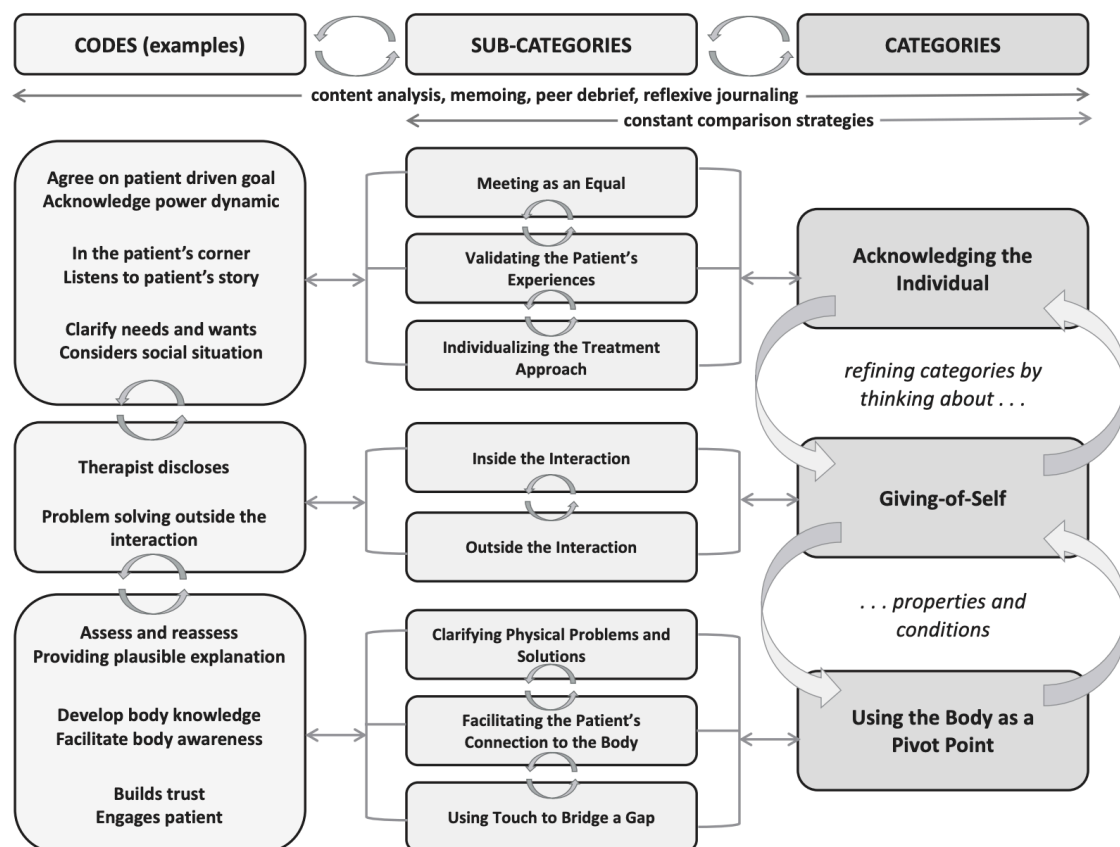 CODES (examples)
SUB-CATEGORIES
CATEGORIES
content analysis, memoing, peer debrief, reflexive journaling
constant comparison strategies
Agree on patient driven goal
Acknowledge power dynamic
In the patient’s corner
Listens to patient’s story
Clarify needs and wants
Considers social situation
Meeting as an Equal
Validating the Patient’s
Experiences
Individualizing the Treatment
Approach
Acknowledging the
Individual
refining categories by
thinking about . . .
Therapist discloses
Problem solving outside the
interaction
Inside the Interaction
Outside the Interaction
Giving-of-Self
. . . properties and
conditions
Assess and reassess
Providing plausible explanation
Develop body knowledge
Facilitate body awareness
Builds trust
Engages patient
Clarifying Physical Problems and
Solutions
Facilitating the Patient’s
Connection to the Body
Using Touch to Bridge a Gap
Using the Body as a
Pivot Point